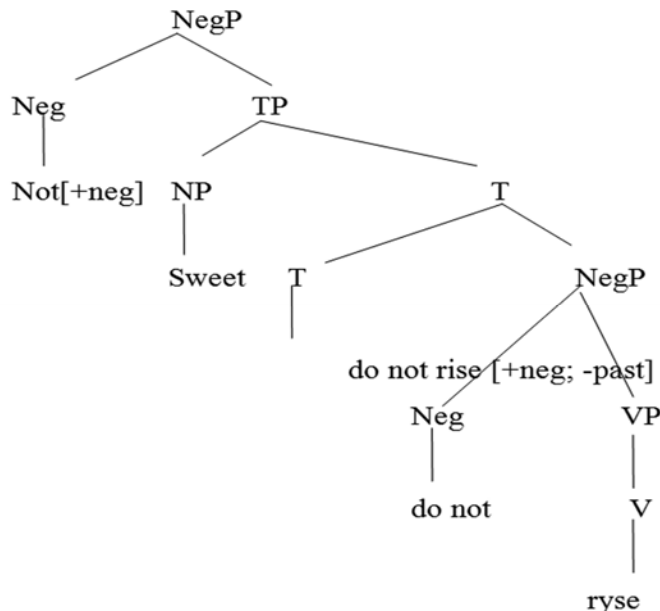 NegP
Neg TP
Not[+neg] NP T
Sweet T NegP
do not rise [+neg; -past]
Neg VP
do not V
ryse